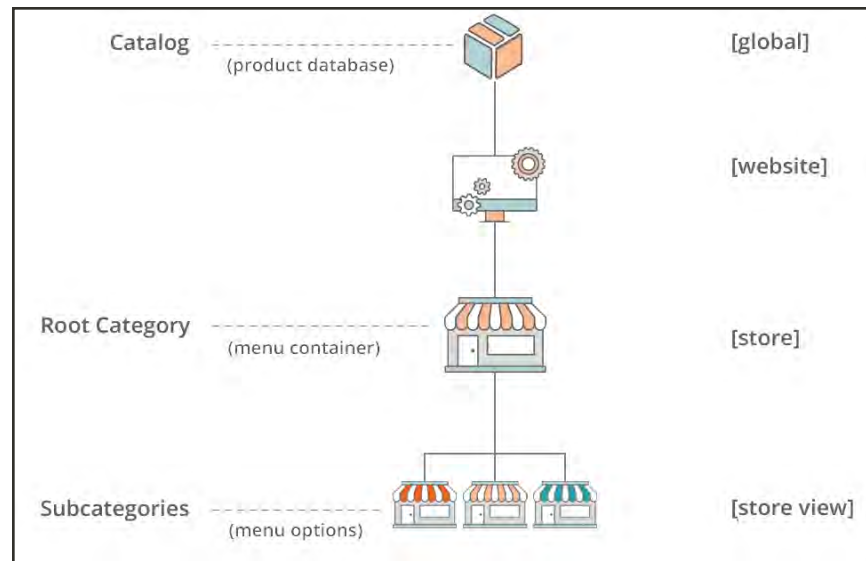 Catalog
(product database)
[global]
[website]
Root Category
(menu container)
[store]
Subcategories
(menu options)
[store view]